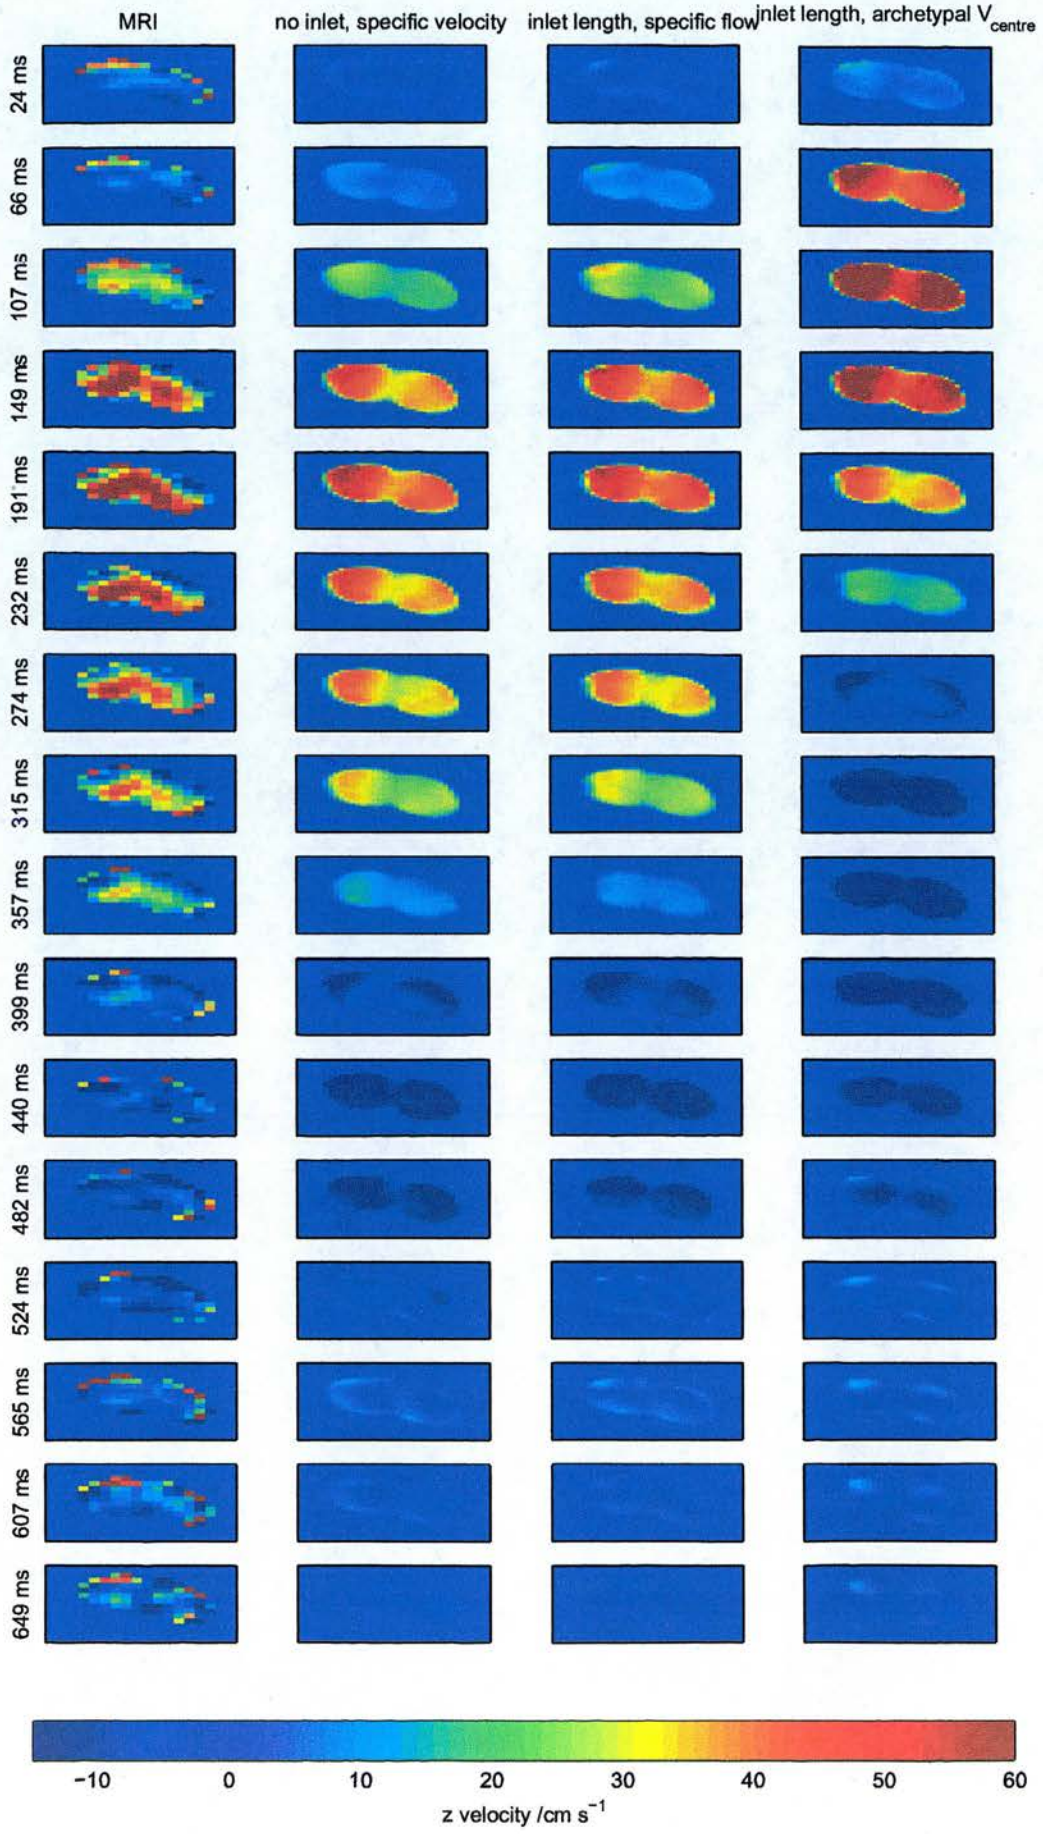 MRI
no inlet, specific velocity
inlet length, specific flow
inlet length, archetypal V centre
24 ms
66 ms
107 ms
149 ms
191 ms
232 ms
274 ms
315 ms
357 ms
399 ms
440 ms
482 ms
524 ms
565 ms
607 ms
649 ms
−10 0 10 20 30 40 50 60
z velocity /cm s−1